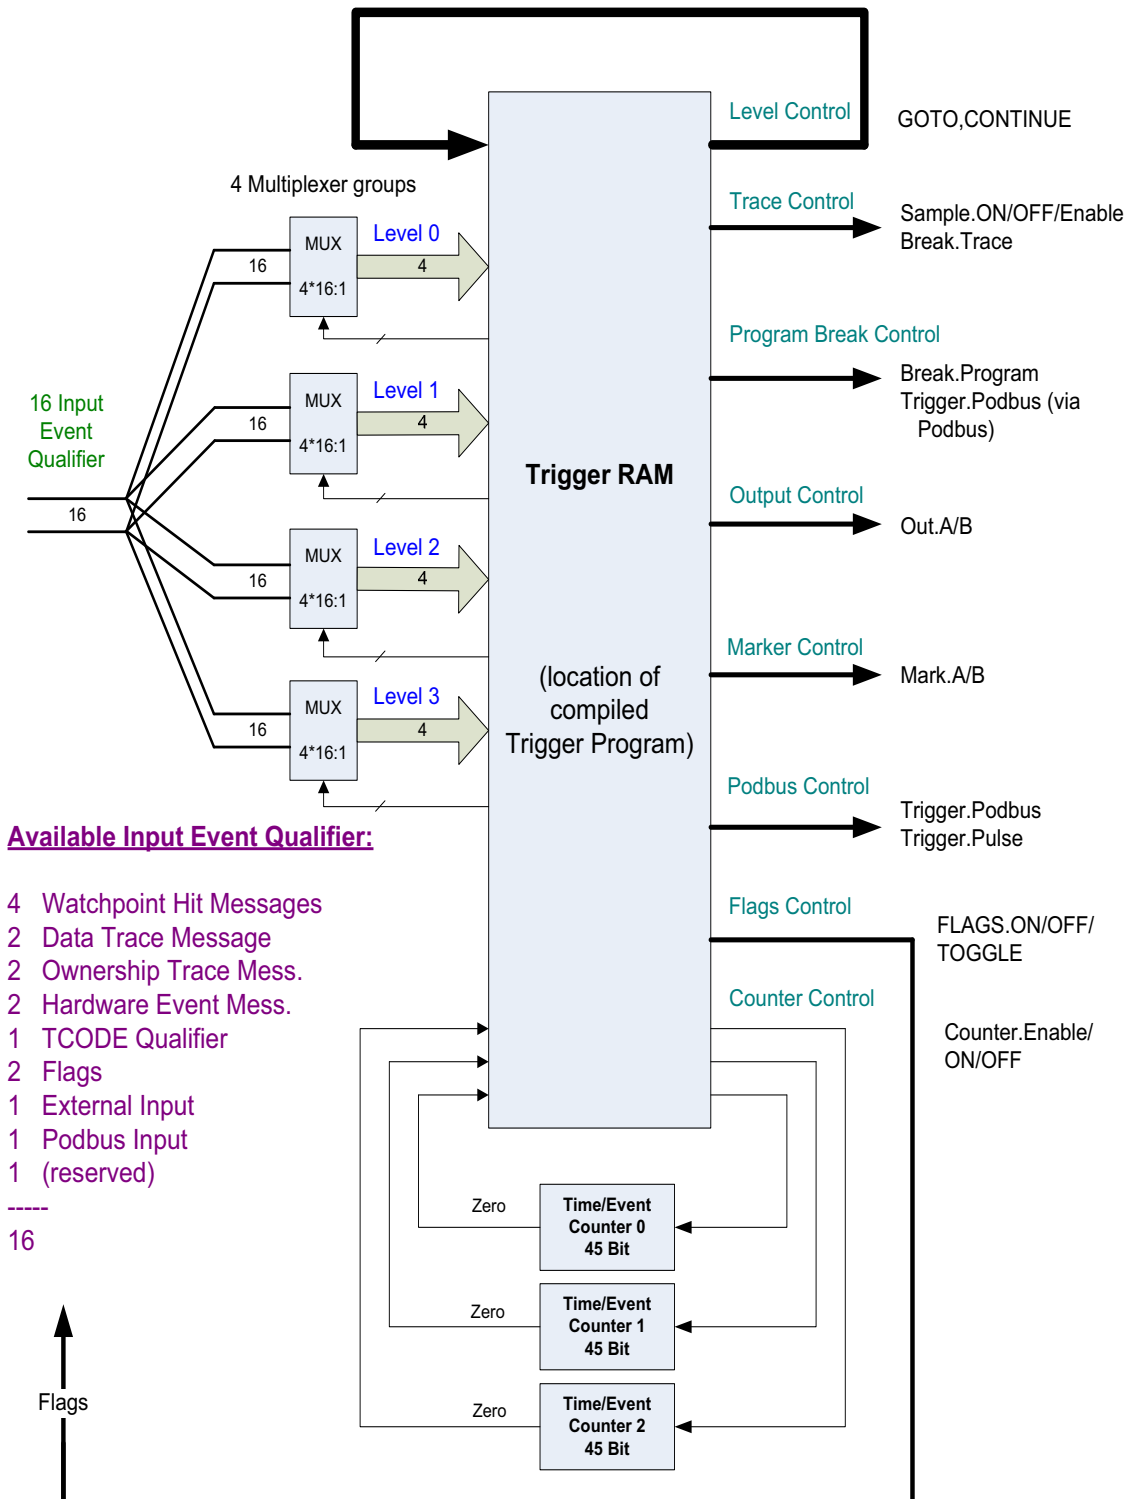 Level Control
GOTO,CONTINUE
4 Multiplexer groups
Trace Control
Sample.ON/OFF/Enable
Break.Trace
MUX
4*16:1
16
Level 0
4
Program Break Control
Break.Program
Trigger.Podbus (via
Podbus)
MUX
4*16:1
16
Level 1
4
16 Input
Event
Qualifier
16
Trigger RAM
Output Control
Out.A/B
MUX
4*16:1
16
Level 2
4
Marker Control
Mark.A/B
(location of
compiled
Trigger Program)
MUX
4*16:1
16
Level 3
4
Podbus Control
Trigger.Podbus
Trigger.Pulse
Available Input Event Qualifier:
4 Watchpoint Hit Messages
2 Data Trace Message
2 Ownership Trace Mess.
2 Hardware Event Mess.
1 TCODE Qualifier
2 Flags
1 External Input
1 Podbus Input
1 (reserved)
-----
16
Flags Control
FLAGS.ON/OFF/
TOGGLE
Counter Control
Counter.Enable/
ON/OFF
Zero
Time/Event
Counter 0
45 Bit
Zero
Time/Event
Counter 1
45 Bit
Zero
Time/Event
Counter 2
45 Bit
Flags